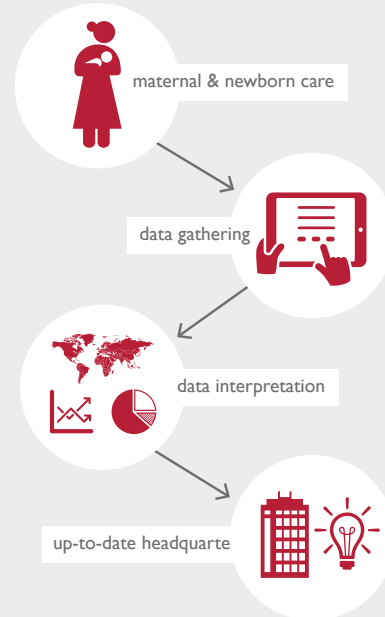 maternal & newborn care
data gathering
data interpretation
up-to-date headquarte